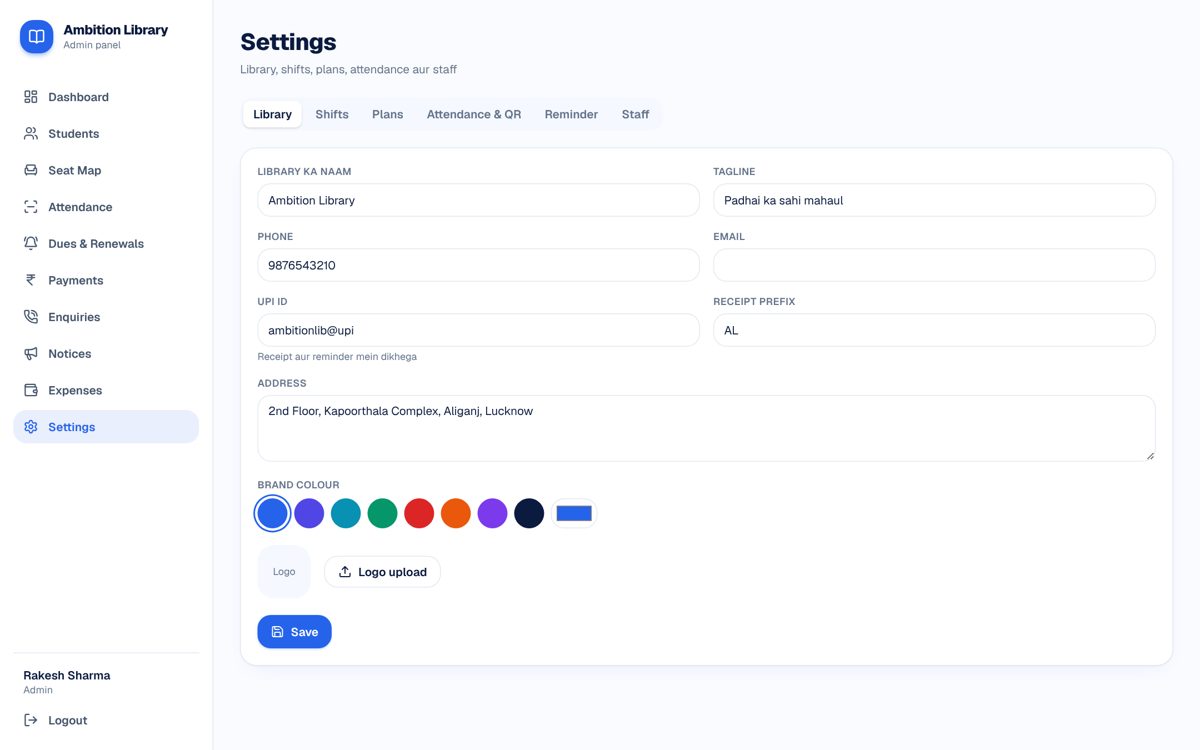 Ambition Library
Admin panel
Dashboard
Students
Seat Map
Attendance
Dues & Renewals
Payments
Enquiries
Notices
Expenses
Settings
Rakesh Sharma
Admin
Logout
Settings
Library, shifts, plans, attendance aur staff
Library Shifts Plans Attendance & QR Reminder Staff
LIBRARY KA NAAM
Ambition Library
TAGLINE
Padhai ka sahi mahaul
PHONE
9876543210
EMAIL
UPI ID
ambitionlib@upi
Receipt aur reminder mein dikhega
RECEIPT PREFIX
AL
ADDRESS
2nd Floor, Kapoorthala Complex, Aliganj, Lucknow
BRAND COLOUR
Logo
Logo upload
Save